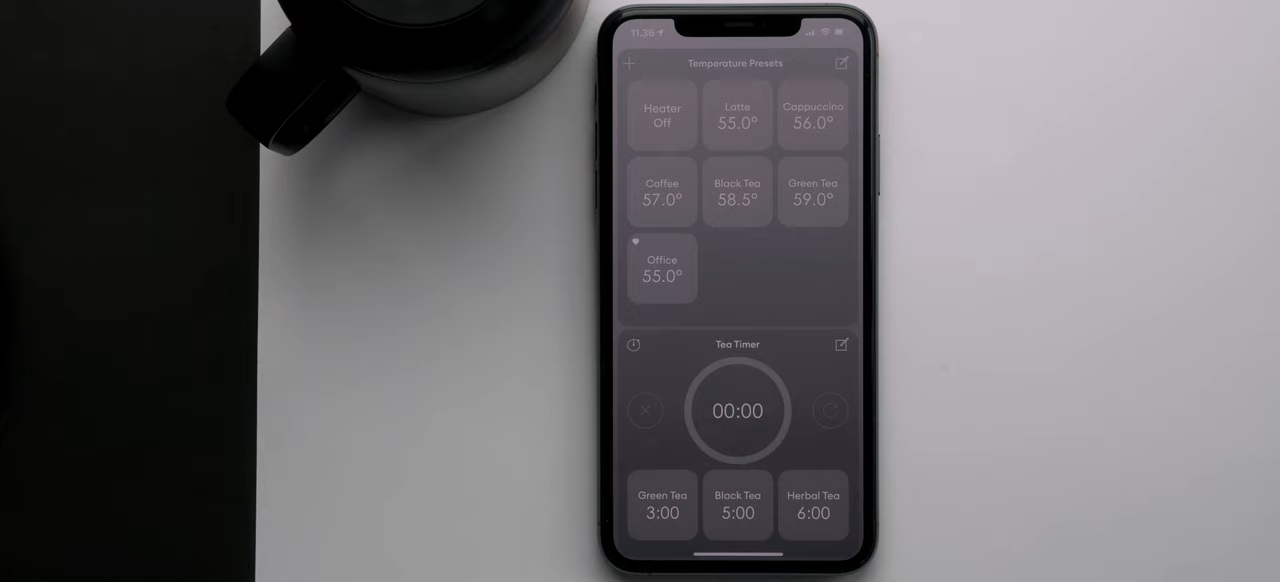 11.36
Temperature Presets
Heater
Off
Latte
55.0°
Cappuccino
56.0°
Coffee
57.0°
Black Tea
58.5°
Green Tea
59.0°
Office
55.0°
Tea Timer
00:00
Green Tea
3:00
Black Tea
5:00
Herbal Tea
6:00